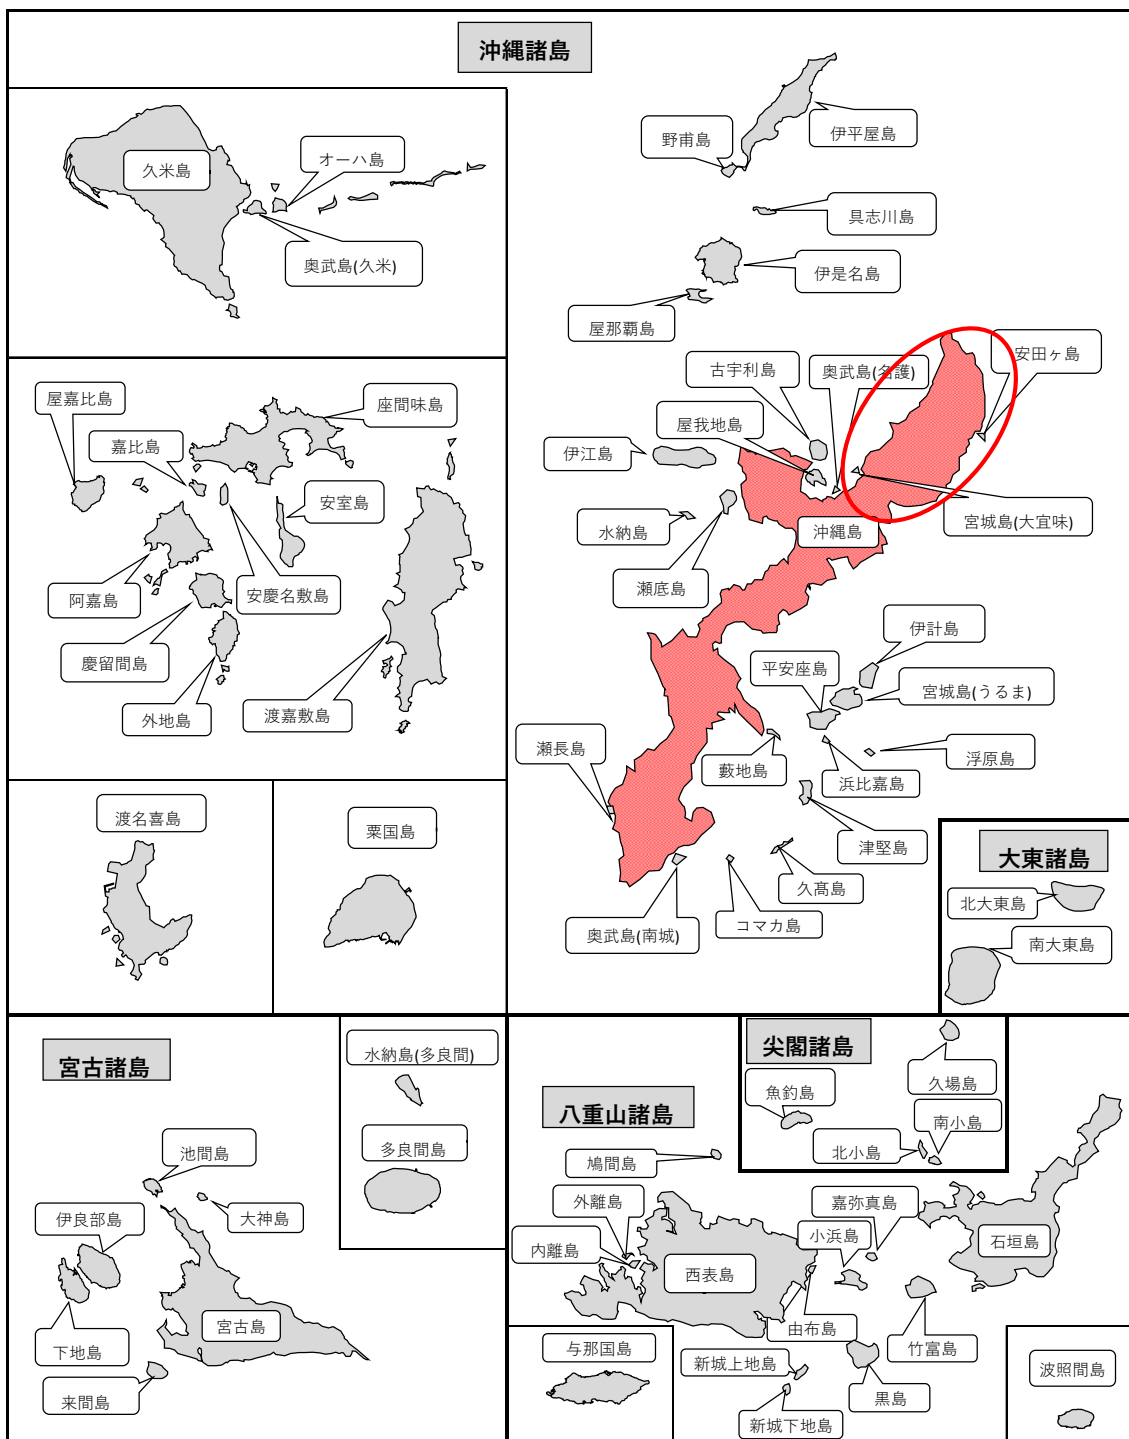 沖縄諸島
久米島
オーハ島
奥武島(久米)
野甫島
伊平屋島
具志川島
伊是名島
屋那覇島
屋嘉比島
嘉比島
座間味島
安室島
阿嘉島
安慶名敷島
慶留間島
外地島
渡嘉敷島
古宇利島
奥武島(名護)
安田ヶ島
屋我地島
伊江島
水納島
沖縄島
宮城島(大宜味)
瀬底島
伊計島
平安座島
宮城島(うるま)
瀬長島
藪地島
浜比嘉島
浮原島
津堅島
久髙島
コマカ島
奥武島(南城)
渡名喜島
粟国島
大東諸島
北大東島
南大東島
宮古諸島
水納島(多良間)
多良間島
池間島
大神島
伊良部島
下地島
宮古島
来間島
八重山諸島
尖閣諸島
魚釣島
久場島
南小島
北小島
鳩間島
外離島
内離島
嘉弥真島
小浜島
石垣島
西表島
由布島
竹富島
与那国島
新城上地島
黒島
新城下地島
波照間島